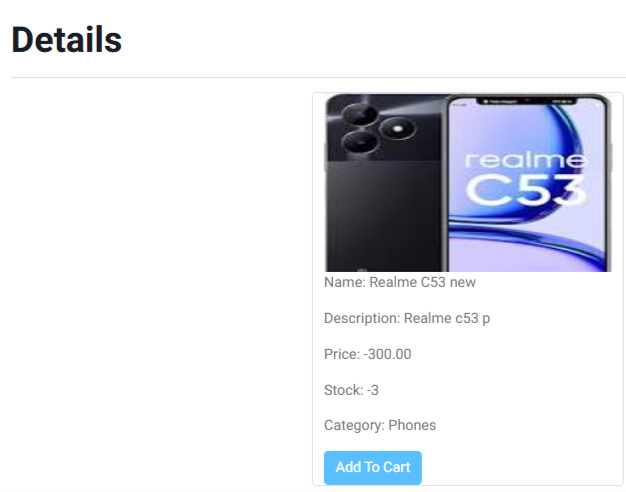 Details
realme
C53
Name: Realme C53 new
Description: Realme c53 p
Price: -300.00
Stock: -3
Category: Phones
Add To Cart